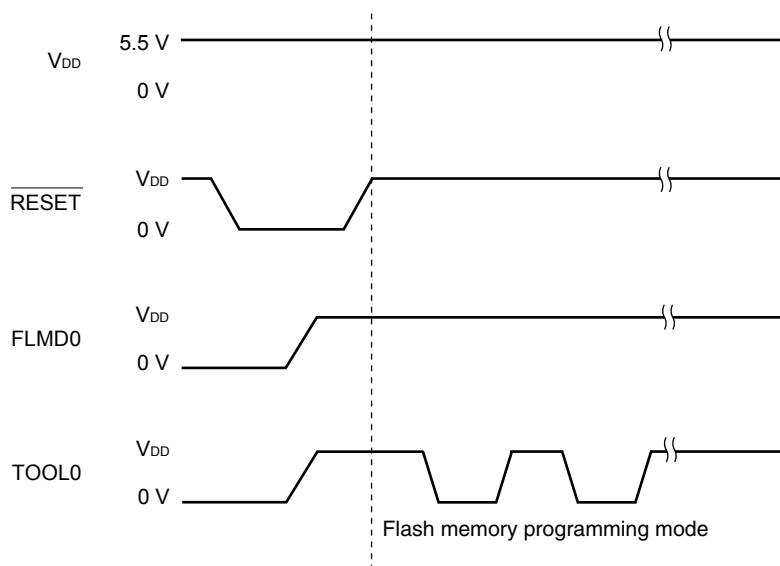 5.5 V
VDD
0 V
VDD
RESET
0 V
VDD
FLMD0
0 V
VDD
TOOL0
0 V
Flash memory programming mode